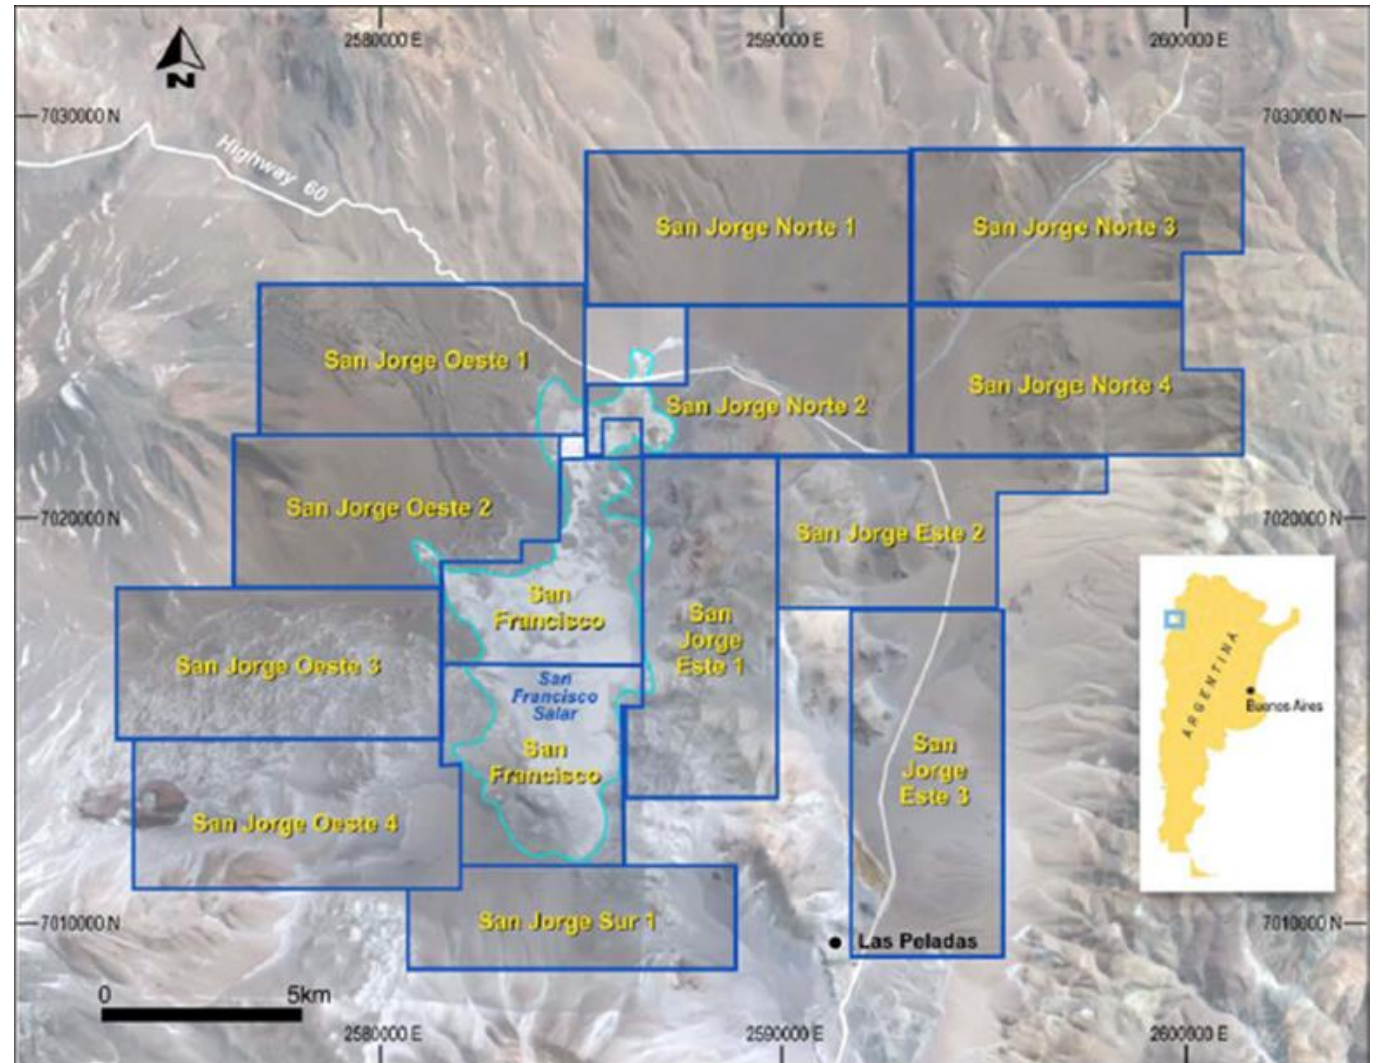 2580000 E
2590000 E
2600000 E
N
7030000 N
7030000 N
Highway 60
San Jorge Norte 1
San Jorge Norte 3
San Jorge Oeste 1
San Jorge Norte 4
San Jorge Norte 2
San Jorge Oeste 2
7020000 N
7020000 N
San Jorge Este 2
San
Francisco
San
Jorge
Este 1
San Jorge Oeste 3
San
Francisco
Salar
San
Francisco
San
Jorge
Este 3
ARGENTINA
Buenos Aires
San Jorge Oeste 4
San Jorge Sur 1
7010000 N
7010000 N
Las Peladas
0
5km
2580000 E
2590000 E
2600000 E